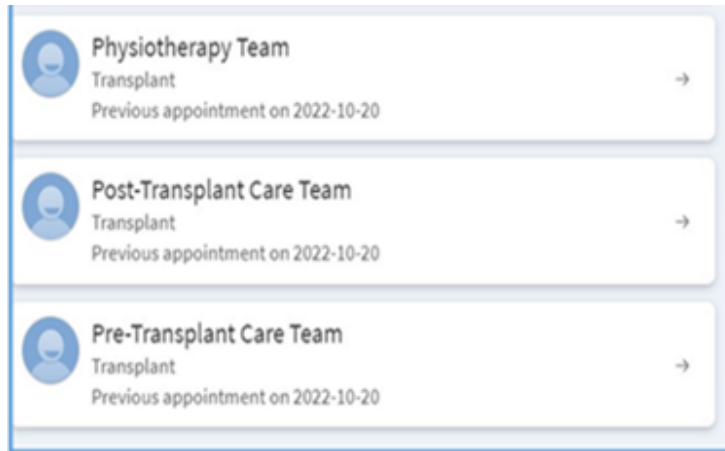 Physiotherapy Team
Transplant
Previous appointment on 2022-10-20
Post-Transplant Care Team
Transplant
Previous appointment on 2022-10-20
Pre-Transplant Care Team
Transplant
Previous appointment on 2022-10-20